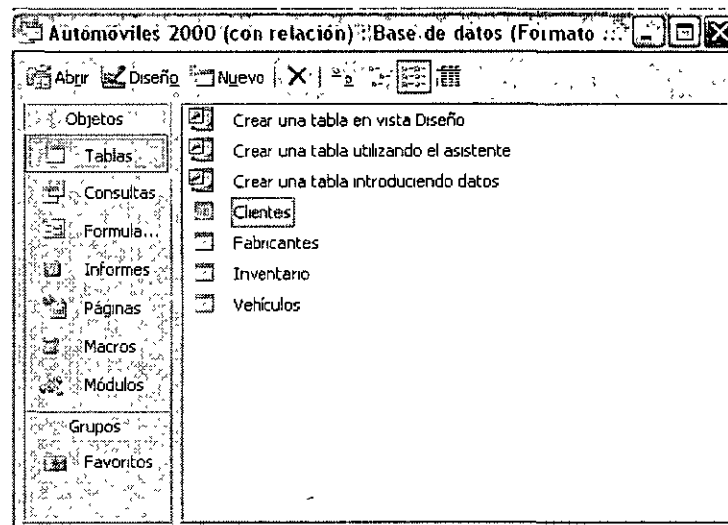 Automóviles 2000 (con relación) : Base de datos (Formato ...
Abrir Diseño Nuevo
Objetos
Tablas
Consultas
Formula...
Informes
Páginas
Macros
Módulos
Grupos
Favoritos
Crear una tabla en vista Diseño
Crear una tabla utilizando el asistente
Crear una tabla introduciendo datos
Clientes
Fabricantes
Inventario
Vehículos